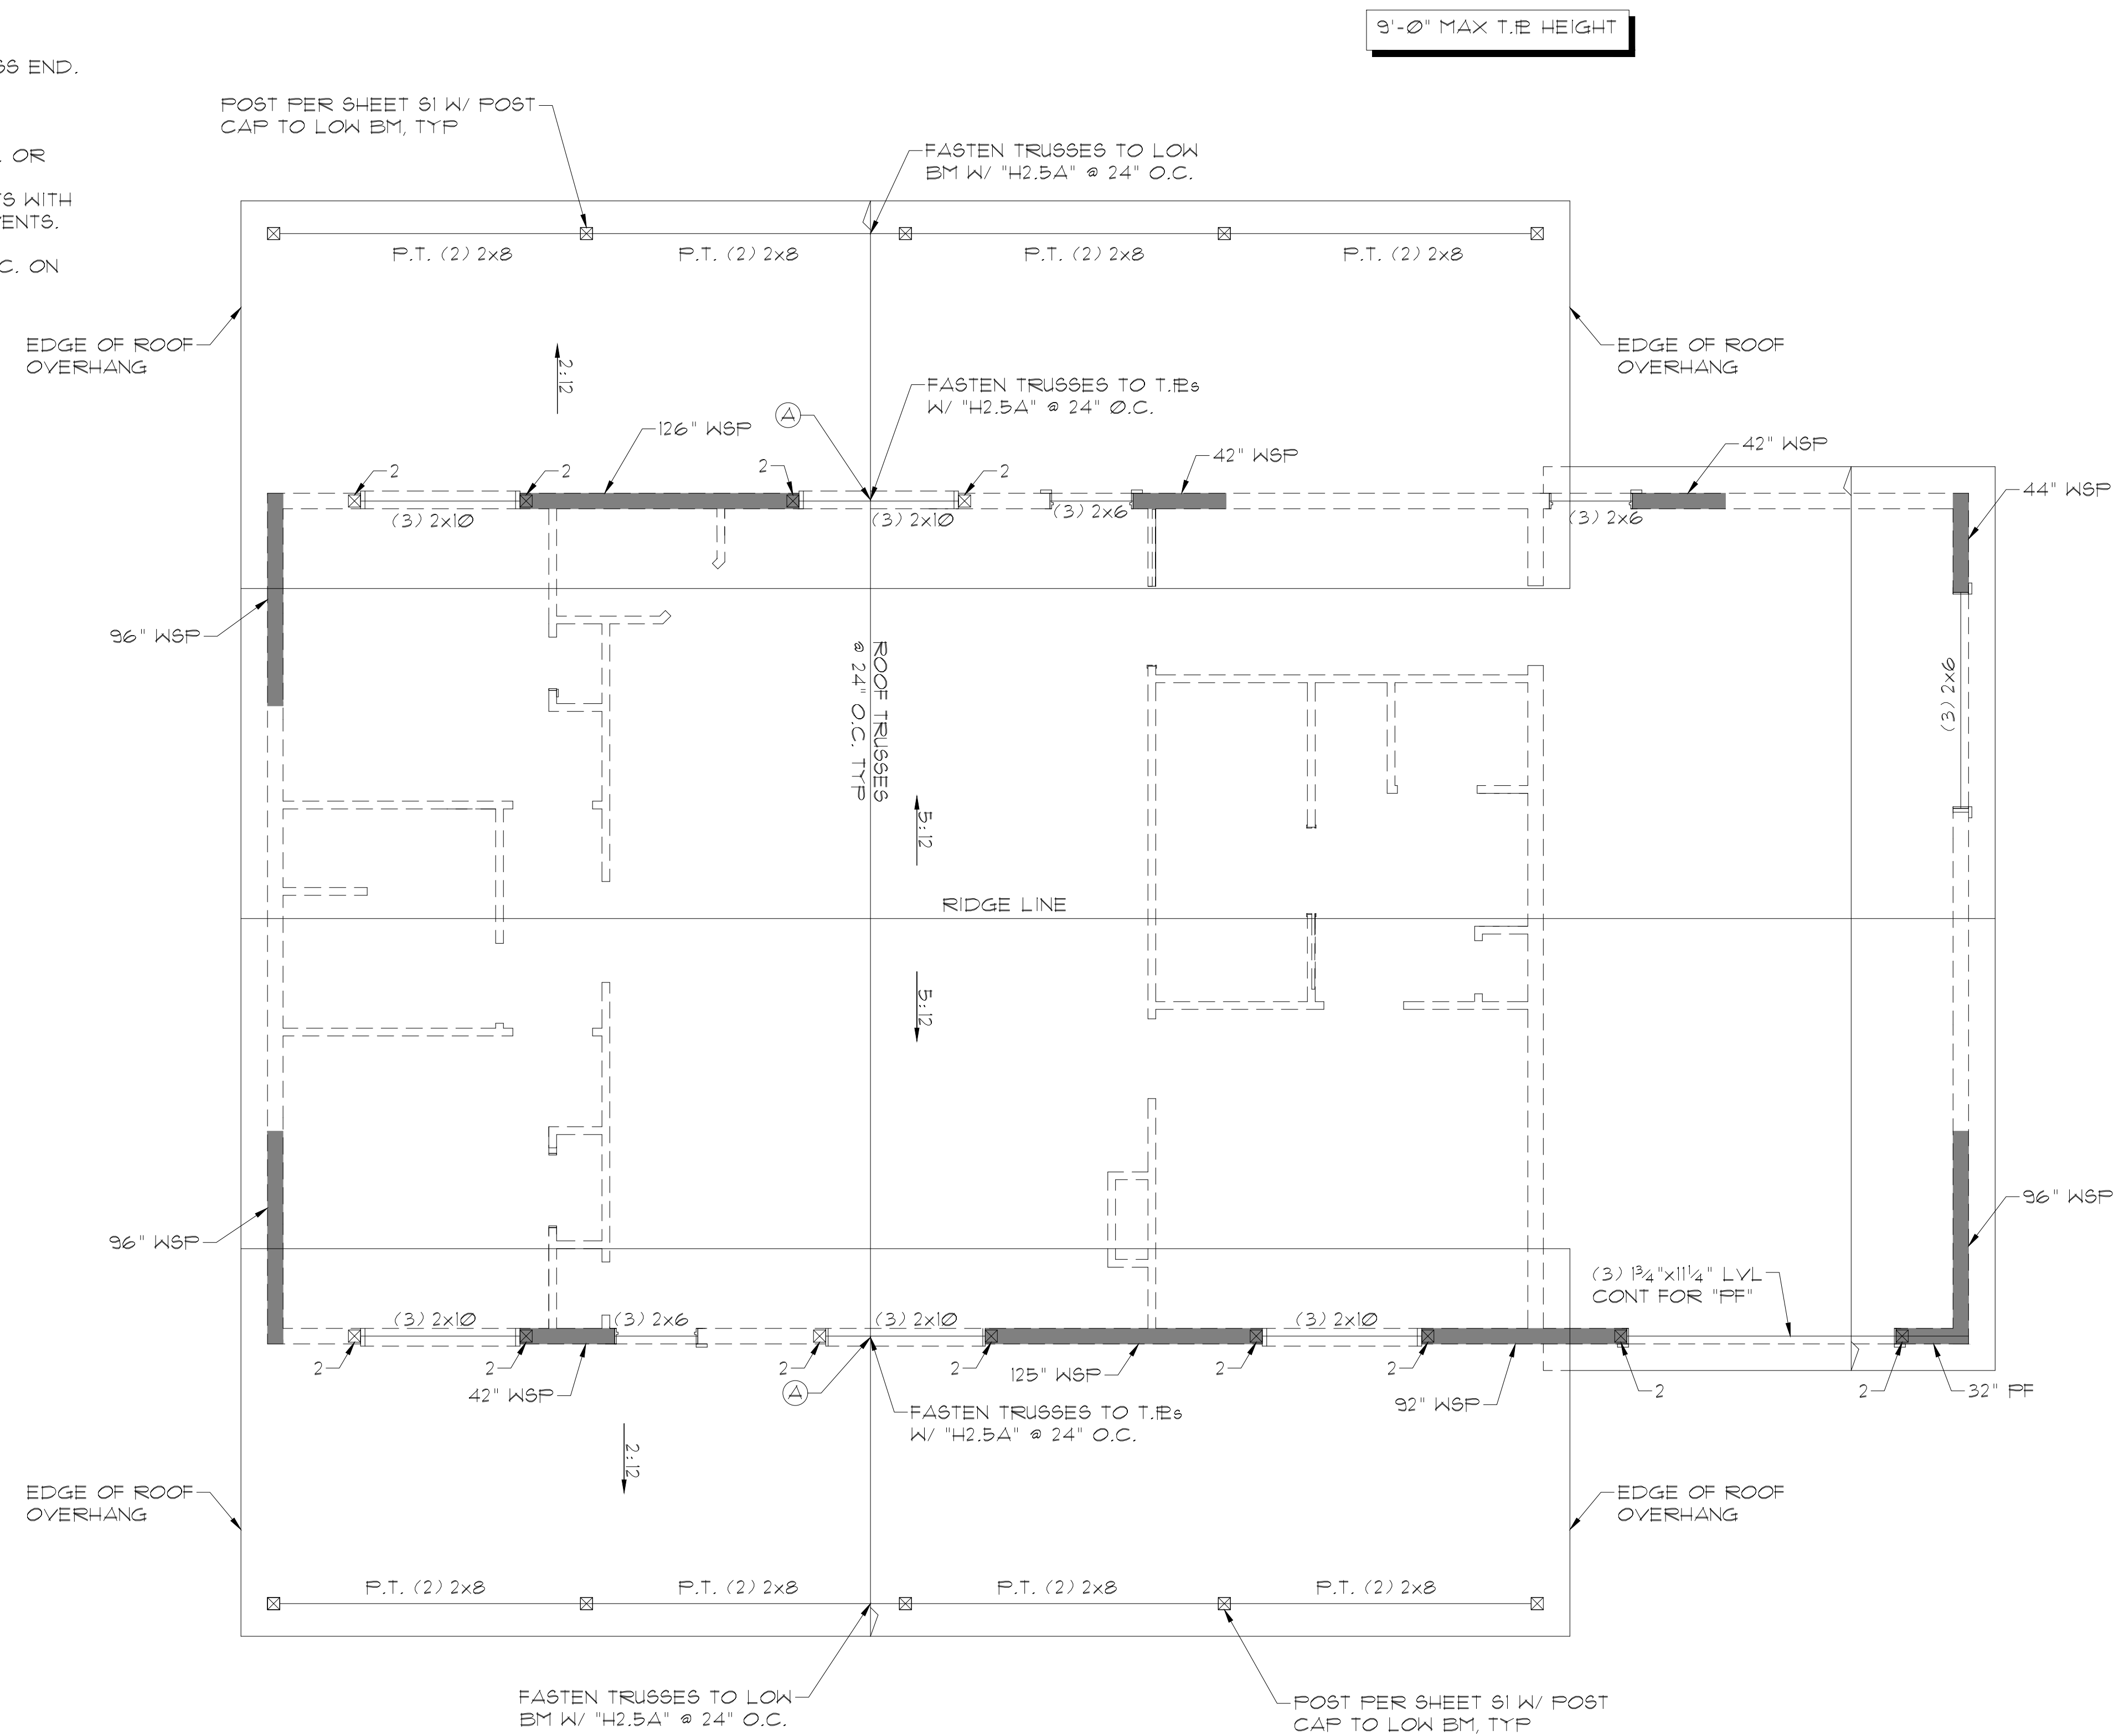 9'-0" MAX T.P. HEIGHT
SS END.
POST PER SHEET S1 W/ POST
CAP TO LOW BM, TYP
. OR
FASTEN TRUSSES TO LOW
BM W/ "H2.5A" @ 24" O.C.
TS WITH
VENTS.
C. ON
P.T. (2) 2x8
P.T. (2) 2x8
P.T. (2) 2x8
P.T. (2) 2x8
EDGE OF ROOF
OVERHANG
EDGE OF ROOF
OVERHANG
2:12
FASTEN TRUSSES TO T.P.s
W/ "H2.5A" @ 24" O.C.
A
126" WSP
42" WSP
42" WSP
2
2
2
2
44" WSP
(3) 2x10
(3) 2x10
(3) 2x6
(3) 2x6
96" WSP
ROOF TRUSSES
@ 24" O.C. TYP
(3) 2x6
5:12
RIDGE LINE
5:12
96" WSP
96" WSP
(3) 1¾"x11¼" LVL
CONT FOR "PF"
(3) 2x10
(3) 2x6
(3) 2x10
(3) 2x10
2
2
2
2
2
2
2
2
42" WSP
A
125" WSP
92" WSP
32" PF
FASTEN TRUSSES TO T.P.s
W/ "H2.5A" @ 24" O.C.
2:12
EDGE OF ROOF
OVERHANG
EDGE OF ROOF
OVERHANG
P.T. (2) 2x8
P.T. (2) 2x8
P.T. (2) 2x8
P.T. (2) 2x8
FASTEN TRUSSES TO LOW
BM W/ "H2.5A" @ 24" O.C.
POST PER SHEET S1 W/ POST
CAP TO LOW BM, TYP